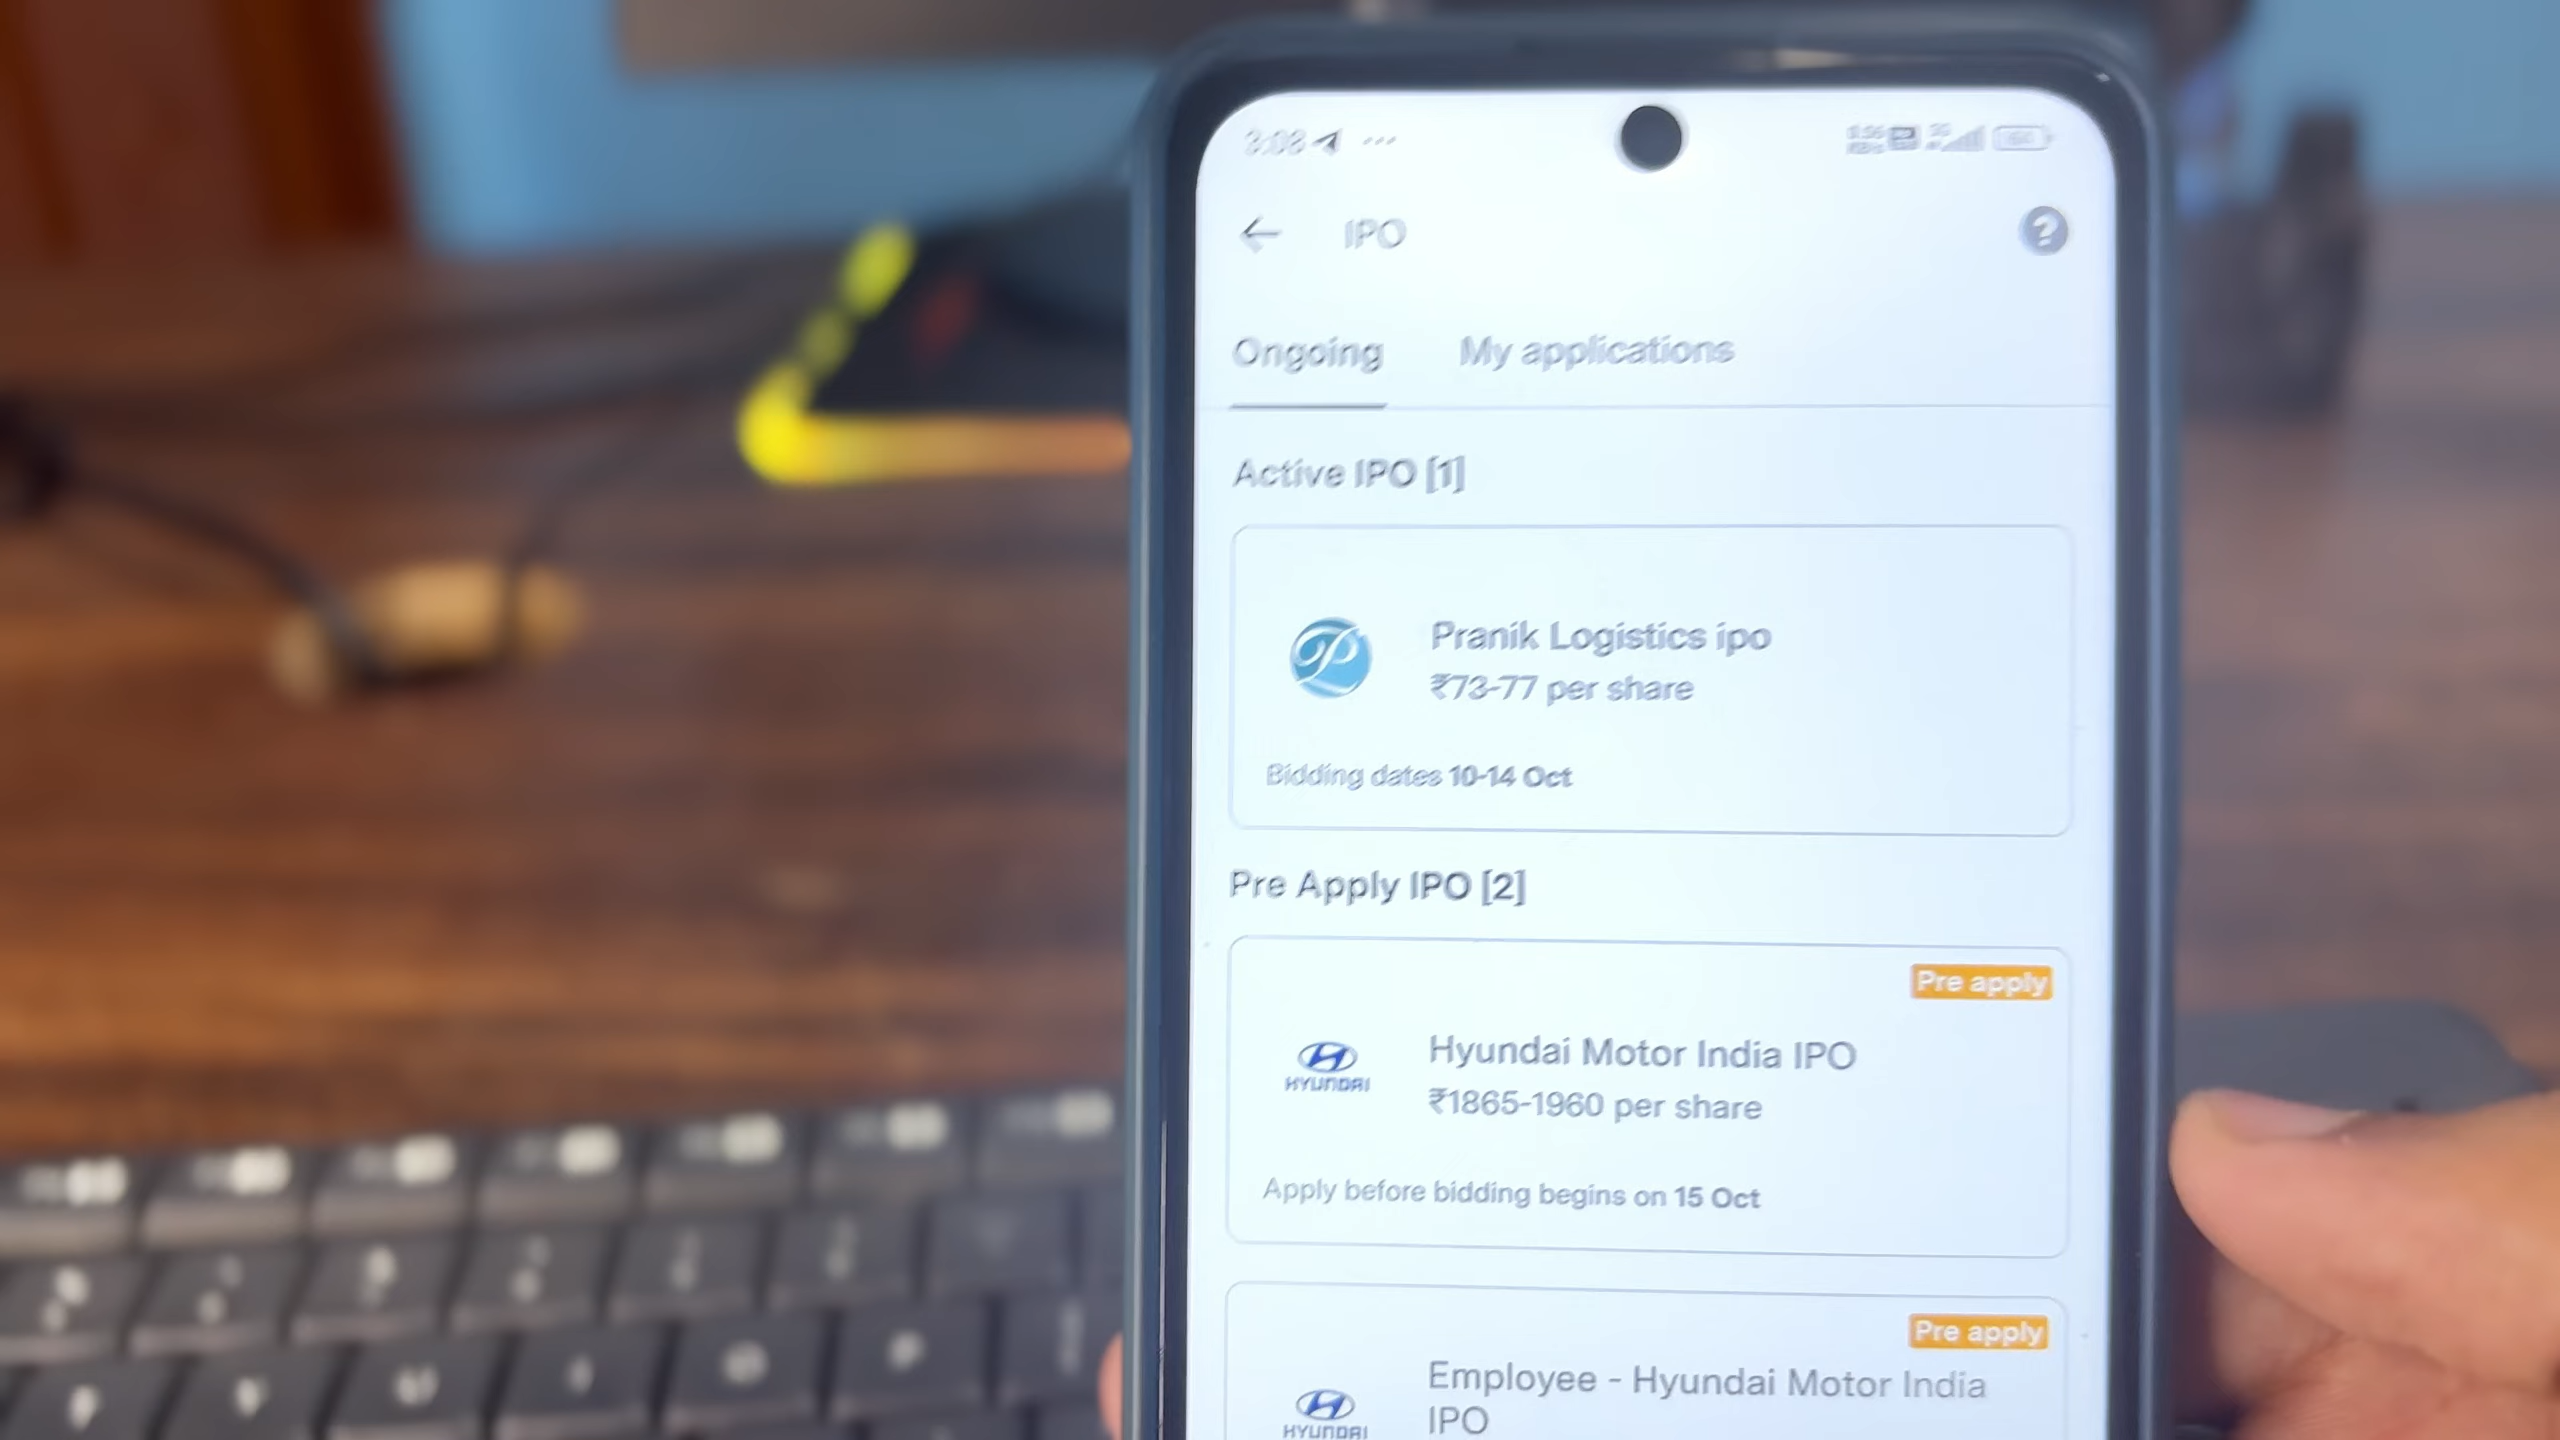 3:08
IPO
?
Ongoing My applications
Active IPO [1]
Pranik Logistics ipo
₹73-77 per share
Bidding dates 10-14 Oct
Pre Apply IPO [2]
Pre apply
Hyundai Motor India IPO
HYUNDAI
₹1865-1960 per share
Apply before bidding begins on 15 Oct
Pre apply
Employee - Hyundai Motor India
IPO
HYUNDAI